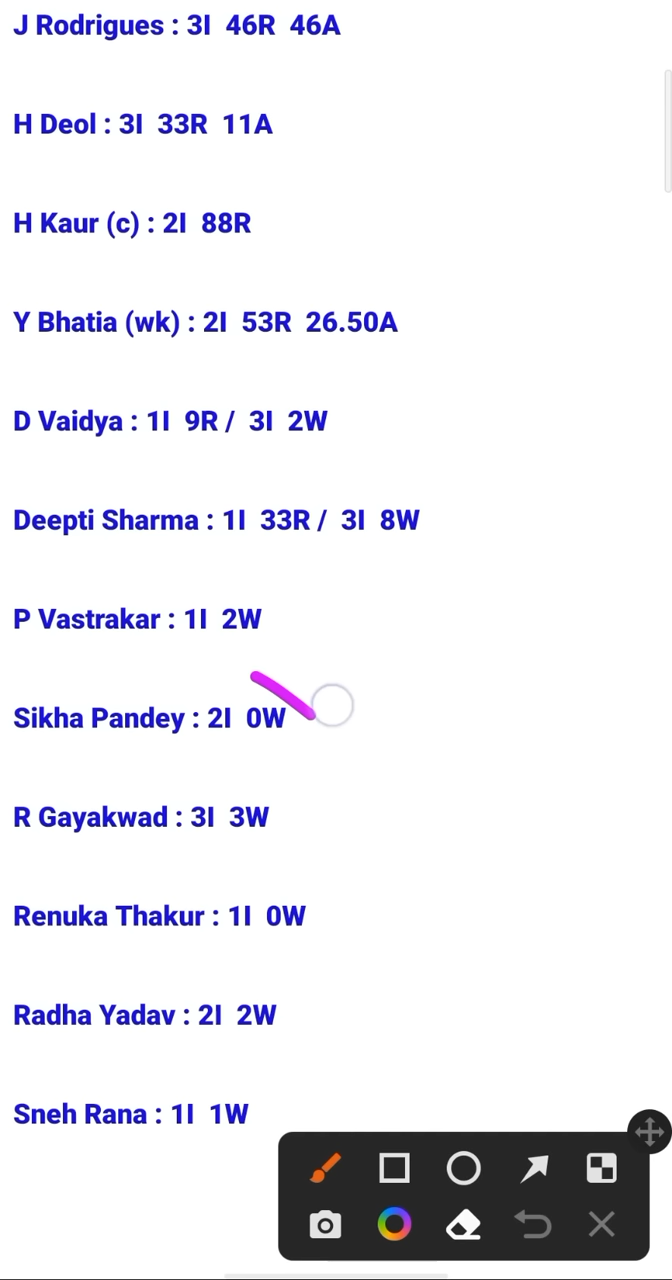 J Rodrigues : 3I 46R 46A
H Deol : 3I 33R 11A
H Kaur (c) : 2I 88R
Y Bhatia (wk) : 2I 53R 26.50A
D Vaidya : 1I 9R / 3I 2W
Deepti Sharma : 1I 33R / 3I 8W
P Vastrakar : 1I 2W
Sikha Pandey : 2I 0W
R Gayakwad : 3I 3W
Renuka Thakur : 1I 0W
Radha Yadav : 2I 2W
Sneh Rana : 1I 1W